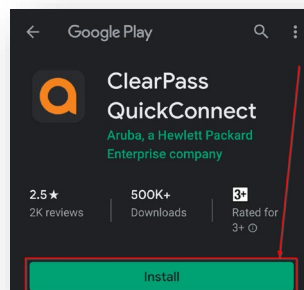 Google Play
ClearPass
QuickConnect
Aruba, a Hewlett Packard
Enterprise company
2.5★
500K+
3+
2K reviews
Downloads
Rated for
3+
Install